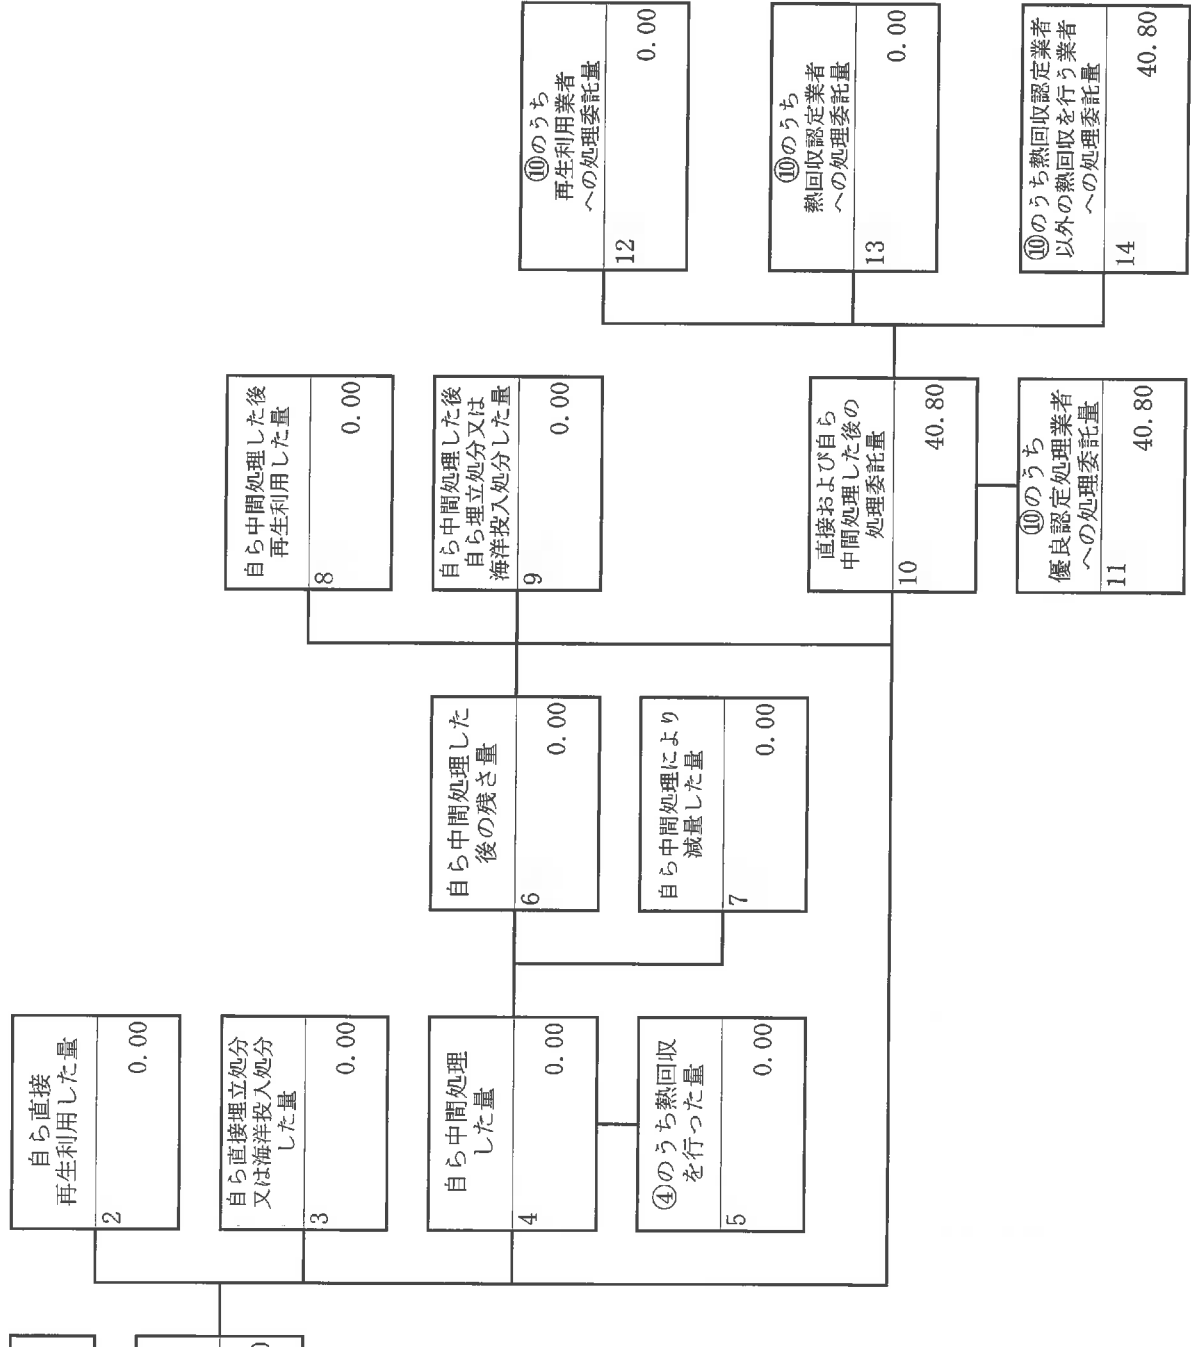 自ら直接
再生利用した量
2
0.00
自ら直接埋立処分
又は海洋投入処分
した量
3
0.00
自ら中間処理
した量
4
0.00
④のうち熱回収
を行った量
5
0.00
自ら中間処理した
後の残さ量
6
0.00
自ら中間処理により
減量した量
7
0.00
自ら中間処理した後
再生利用した量
8
0.00
自ら中間処理した後
自ら埋立処分又は
海洋投入処分した量
9
0.00
直接および自ら
中間処理した後の
処理委託量
10
40.80
⑩のうち
優良認定処理業者
への処理委託量
11
40.80
⑩のうち
再生利用業者
への処理委託量
12
0.00
⑩のうち
熱回収認定業者
への処理委託量
13
0.00
⑩のうち熱回収認定業者
以外の熱回収を行う業者
への処理委託量
14
40.80